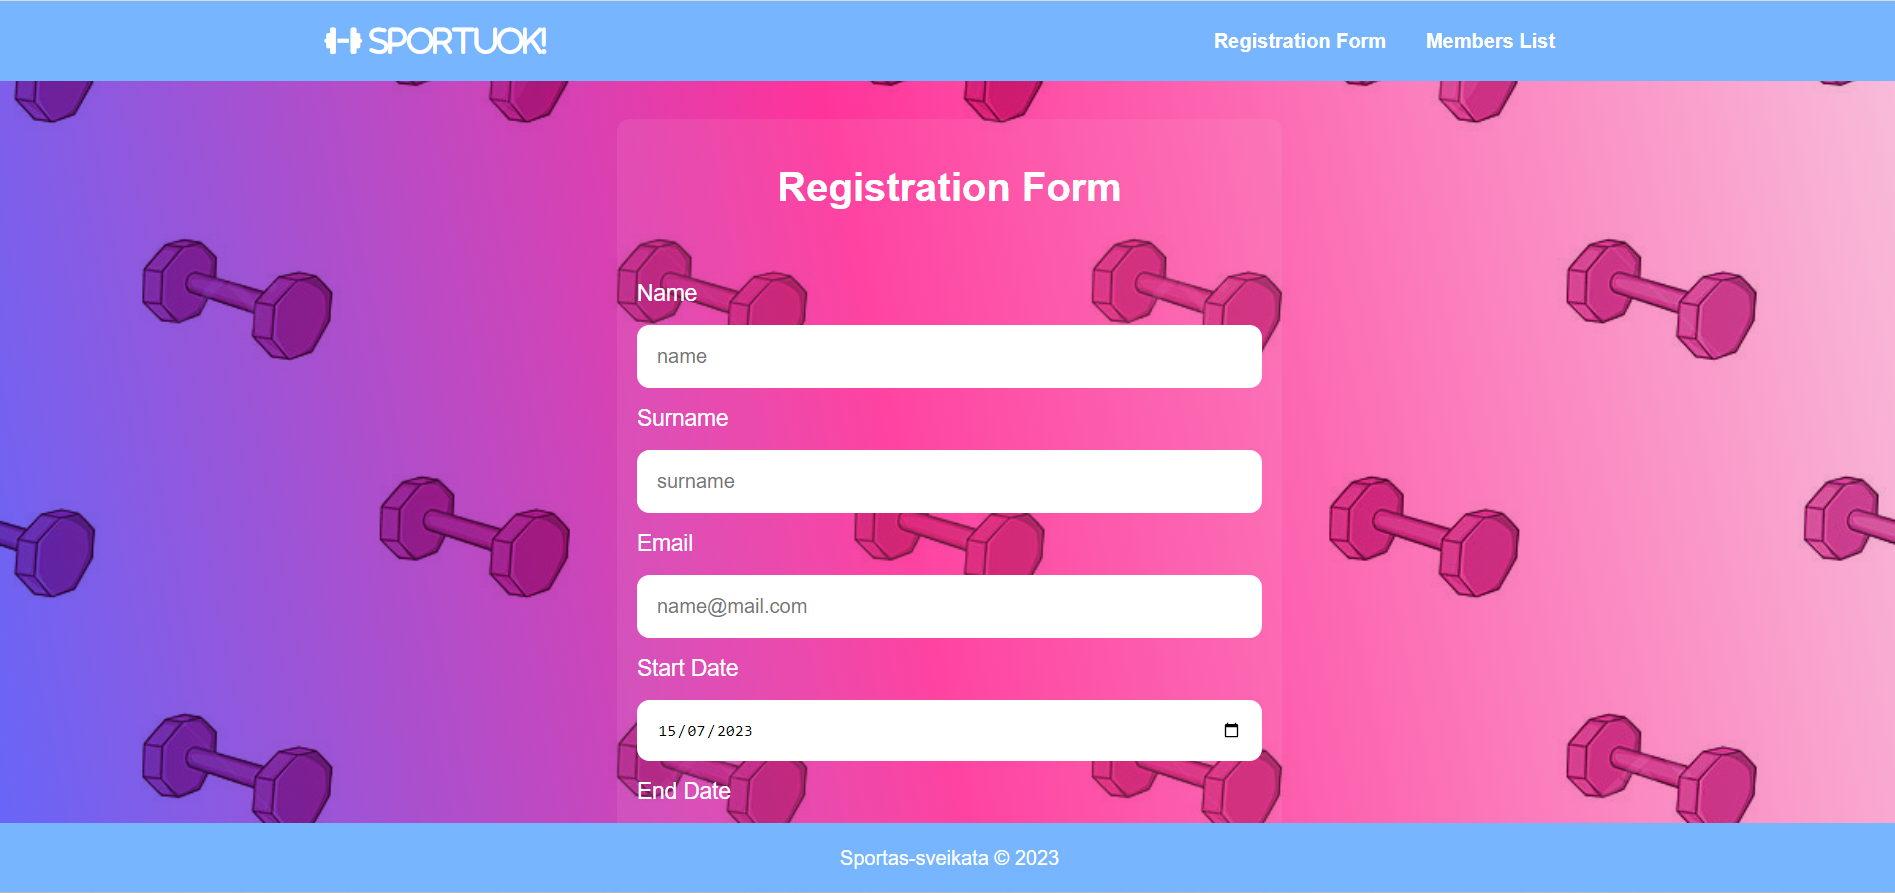 SPORTUOK!
Registration Form
Members List
Registration Form
Name
name
Surname
surname
Email
name@mail.com
Start Date
15/07/2023
End Date
Sportas-sveikata © 2023